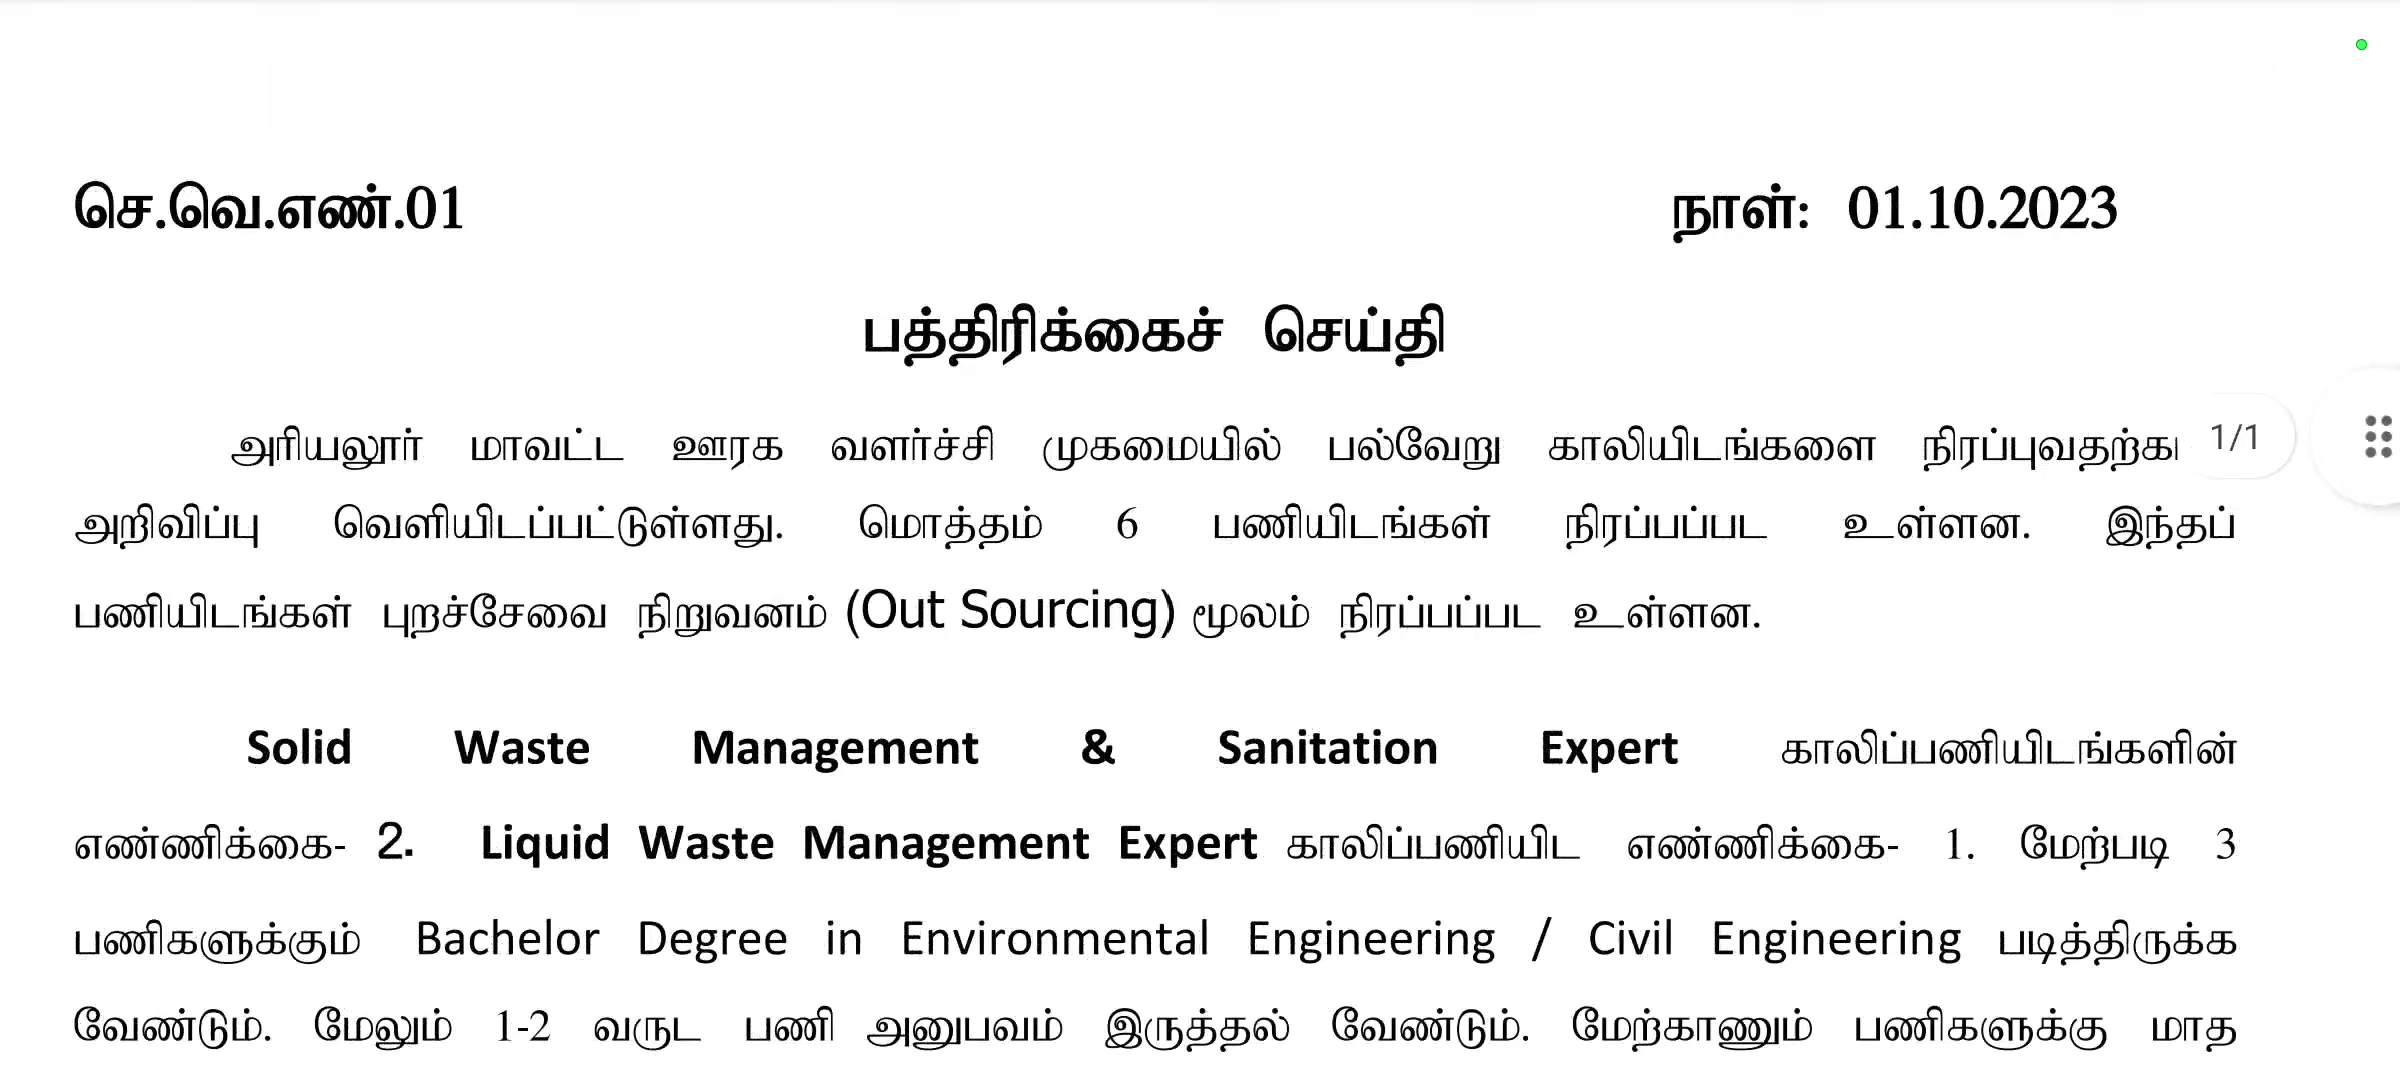 செ.வெ.எண்.01 நாள்: 01.10.2023
பத்திரிக்கைச் செய்தி
அரியலூர் மாவட்ட ஊரக வளர்ச்சி முகமையில் பல்வேறு காலியிடங்களை 1/1
அறிவிப்பு வெளியிடப்பட்டுள்ளது. மொத்தம் 6 பணியிடங்கள் நிரப்பப்பட உள்ளன. இந்தப்
பணியிடங்கள் புறச்சேவை நிறுவனம் (Out Sourcing) மூலம் நிரப்பப்பட உள்ளன.
Solid Waste Management & Sanitation Expert காலிப்பணியிடங்களின்
எண்ணிக்கை- 2. Liquid Waste Management Expert காலிப்பணியிட எண்ணிக்கை- 1. மேற்படி 3
பணிகளுக்கும் Bachelor Degree in Environmental Engineering / Civil Engineering படித்திருக்க
வேண்டும். மேலும் 1-2 வருட பணி அனுபவம் இருத்தல் வேண்டும். மேற்காணும் பணிகளுக்கு மாத